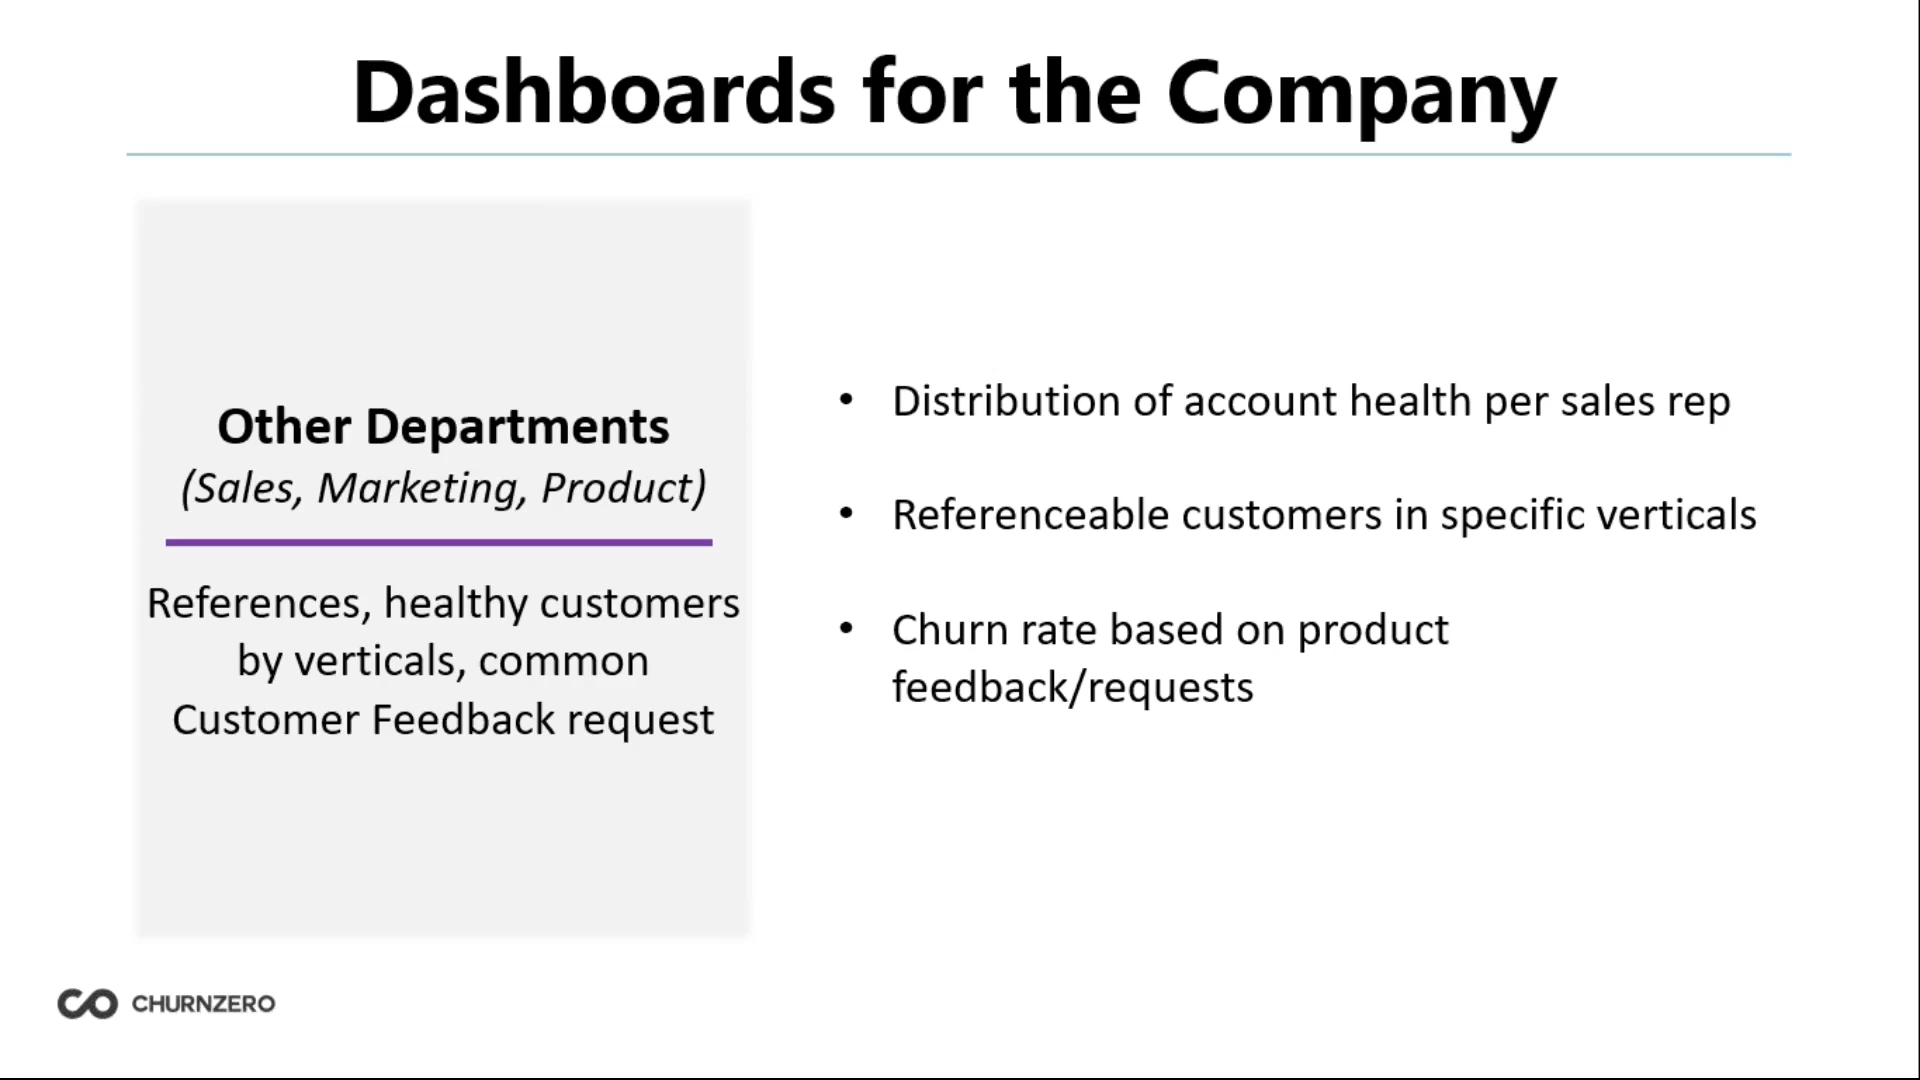 Dashboards for the Company
Other Departments
(Sales, Marketing, Product)
References, healthy customers
by verticals, common
Customer Feedback request
• Distribution of account health per sales rep
• Referenceable customers in specific verticals
• Churn rate based on product
feedback/requests
CHURNZERO